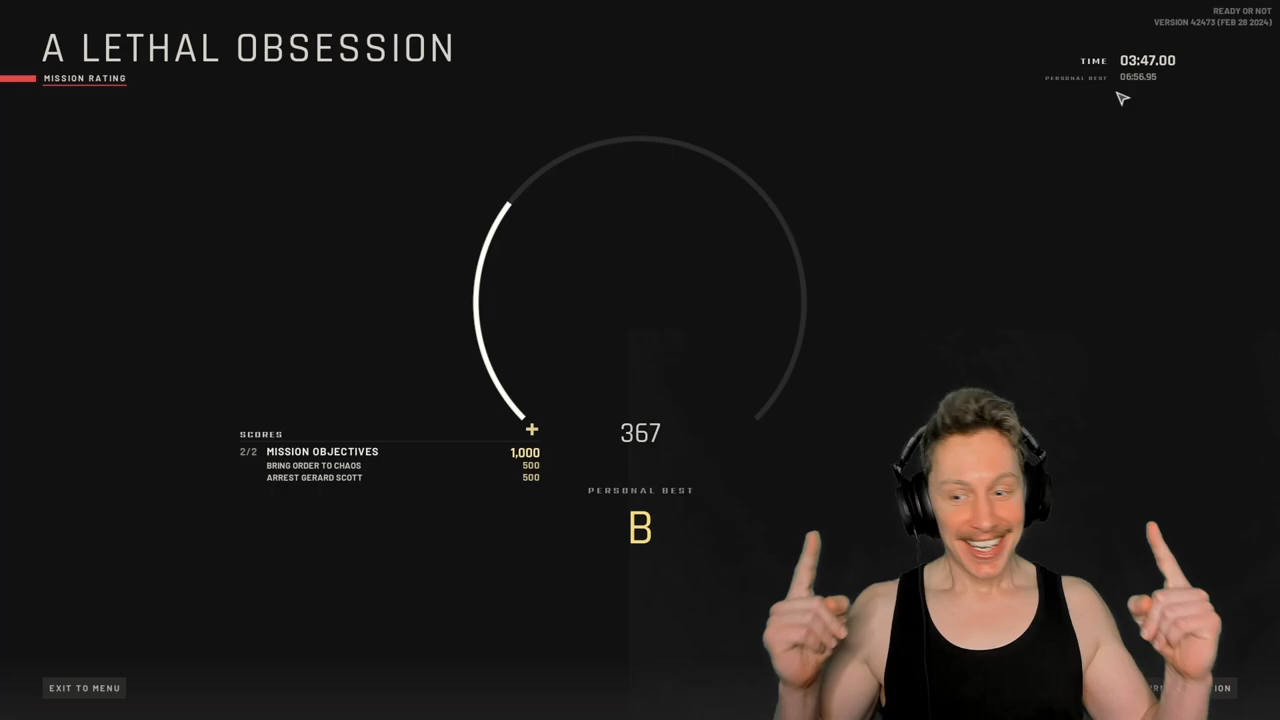 READY OR NOT
VERSION 42473 (FEB 28 2024)
A LETHAL OBSESSION
MISSION RATING
TIME 03:47.00
PERSONAL BEST 06:56.95
SCORES
+
2/2 MISSION OBJECTIVES 1,000
BRING ORDER TO CHAOS 500
ARREST GERARD SCOTT 500
367
PERSONAL BEST
B
EXIT TO MENU